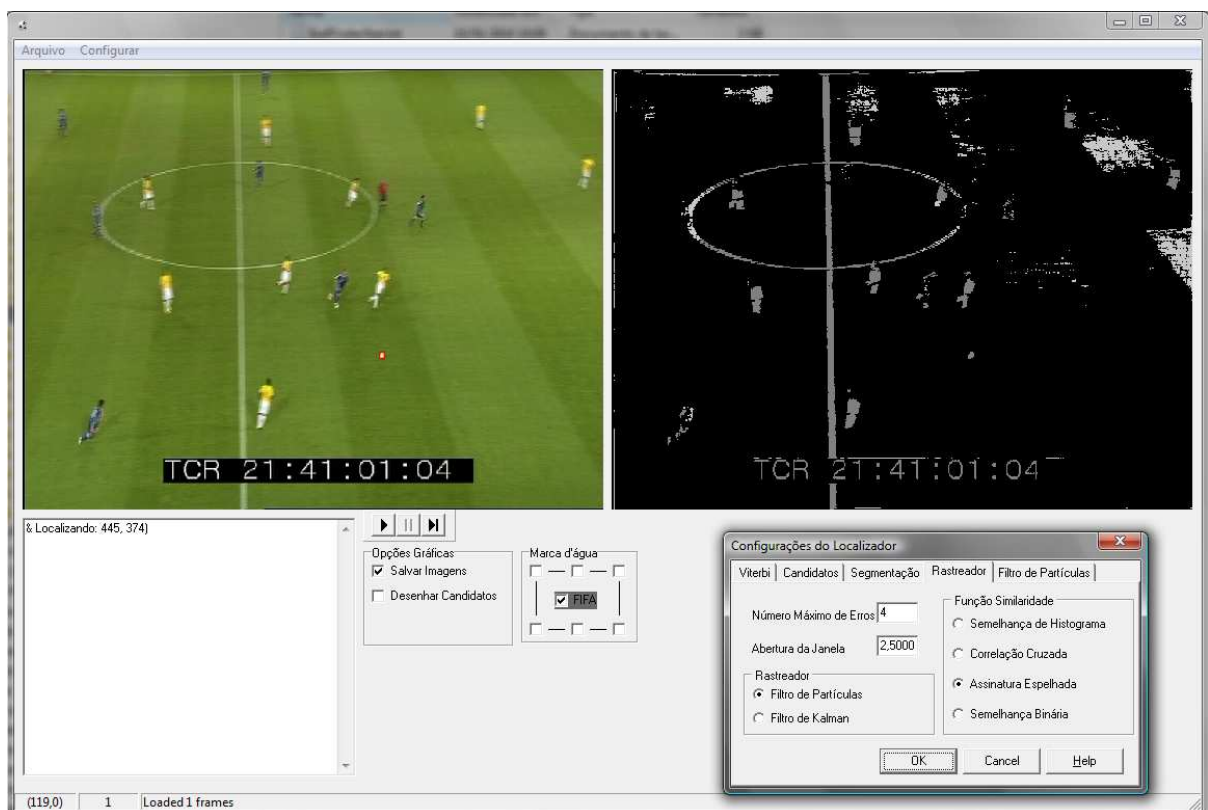 Arquivo Configurar
TCR 21:41:01:04
TCR 21:41:01:04
& Localizando: 445, 374)
Opções Gráficas
Salvar Imagens
Desenhar Candidatos
Marca d'água
FIFA
Configurações do Localizador
Viterbi Candidatos Segmentação Rastreador Filtro de Partículas
Número Máximo de Erros 4
Abertura da Janela 2,5000
Rastreador
Filtro de Partículas
Filtro de Kalman
Função Similaridade
Semelhança de Histograma
Correlação Cruzada
Assinatura Espelhada
Semelhança Binária
OK Cancel Help
(119,0) 1 Loaded 1 frames